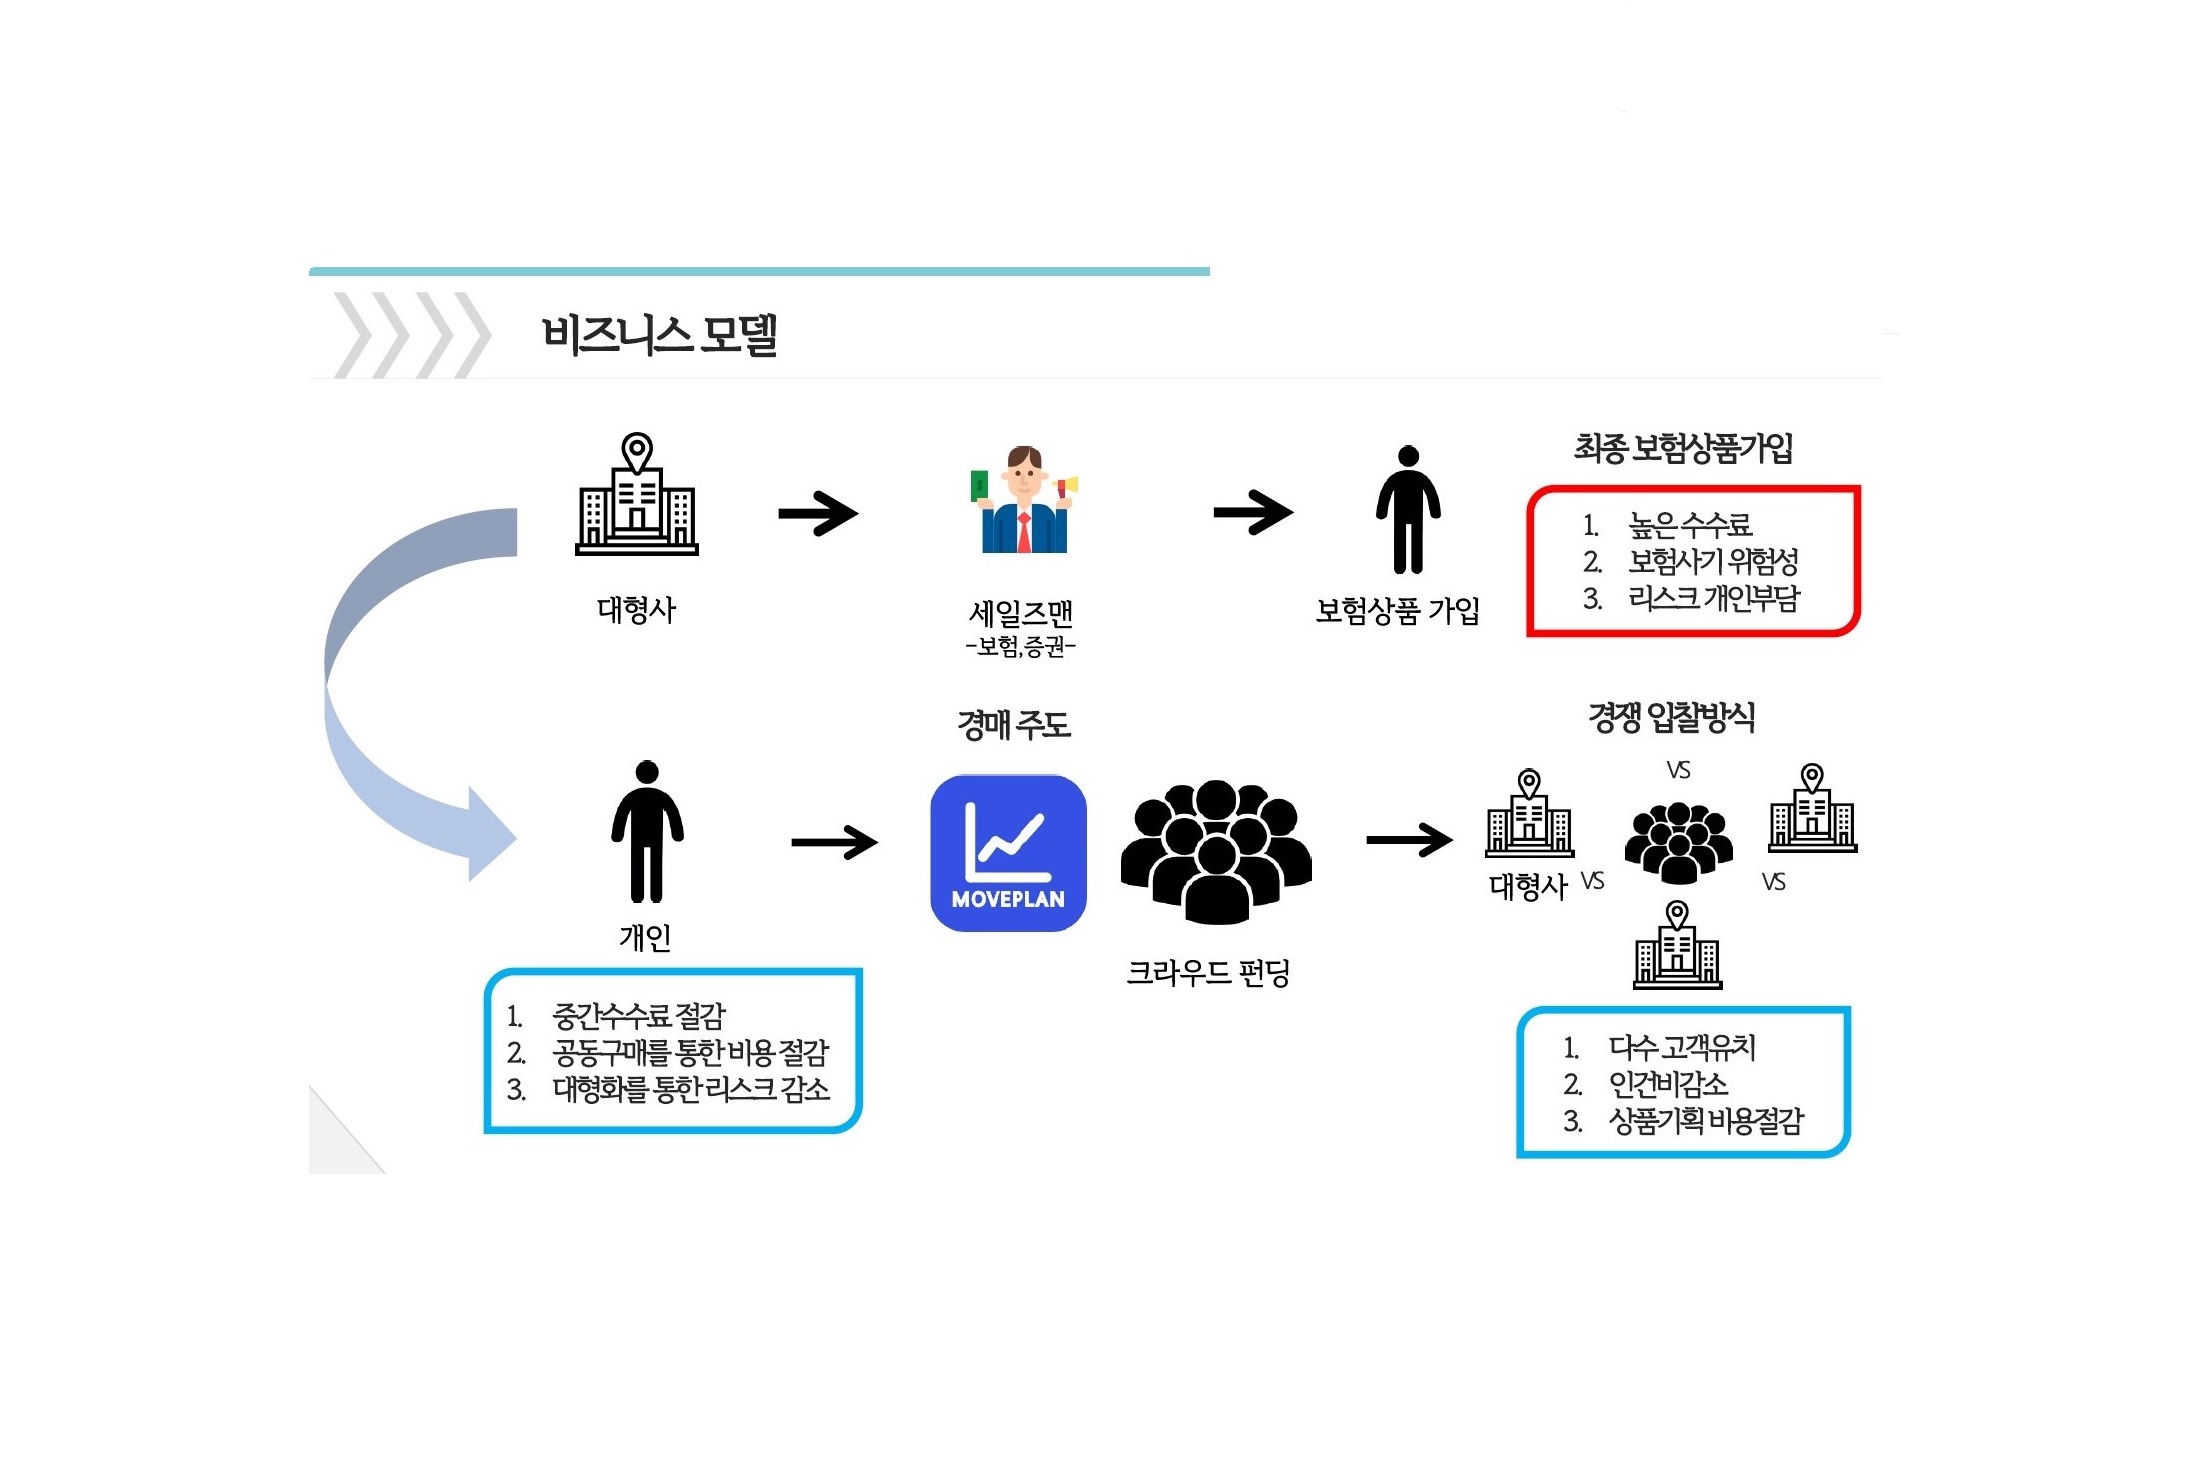 비즈니스 모델
대형사
세일즈맨
-보험,증권-
보험상품 가입
최종 보험상품가입
1. 높은 수수료
2. 보험사기 위험성
3. 리스크 개인부담
개인
1. 중간수수료 절감
2. 공동구매를 통한 비용 절감
3. 대형화를 통한 리스크 감소
경매 주도
MOVEPLAN
크라우드 펀딩
경쟁 입찰방식
VS
대형사 VS
VS
1. 다수 고객유치
2. 인건비감소
3. 상품기획 비용절감